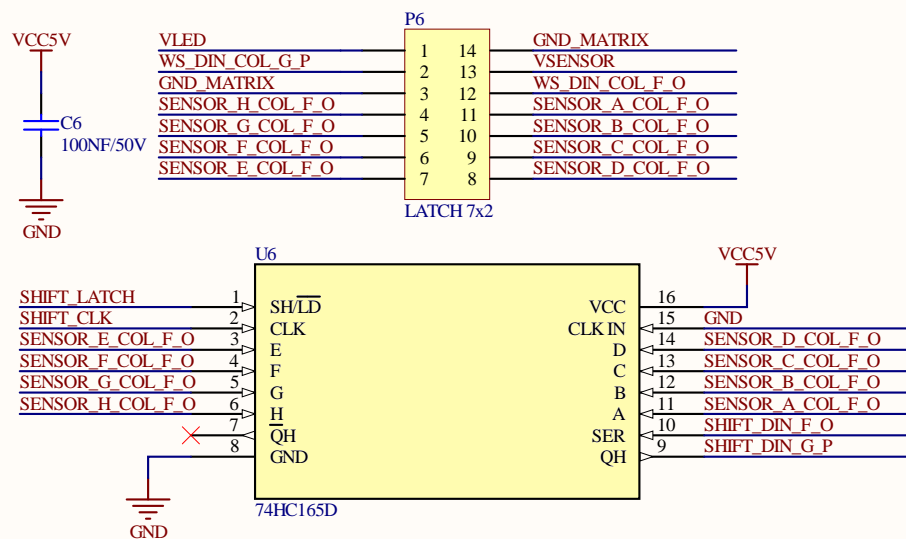 P6
VCC5V
C6
100NF/50V
GND
VLED 1 14 GND_MATRIX
WS_DIN_COL_G_P 2 13 VSENSOR
GND_MATRIX 3 12 WS_DIN_COL_F_O
SENSOR_H_COL_F_O 4 11 SENSOR_A_COL_F_O
SENSOR_G_COL_F_O 5 10 SENSOR_B_COL_F_O
SENSOR_F_COL_F_O 6 9 SENSOR_C_COL_F_O
SENSOR_E_COL_F_O 7 8 SENSOR_D_COL_F_O
LATCH 7x2
U6
VCC5V
SHIFT_LATCH 1 SH/L̅D̅ VCC 16
SHIFT_CLK 2 CLK CLK IN 15 GND
SENSOR_E_COL_F_O 3 E D 14 SENSOR_D_COL_F_O
SENSOR_F_COL_F_O 4 F C 13 SENSOR_C_COL_F_O
SENSOR_G_COL_F_O 5 G B 12 SENSOR_B_COL_F_O
SENSOR_H_COL_F_O 6 H A 11 SENSOR_A_COL_F_O
7 Q̅H SER 10 SHIFT_DIN_F_O
8 GND QH 9 SHIFT_DIN_G_P
GND
74HC165D